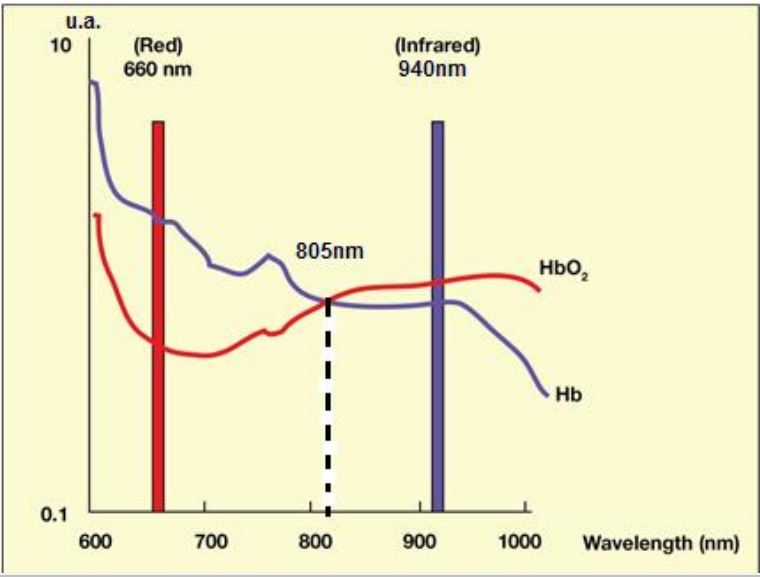 u.a.
10
(Red)
660 nm
(Infrared)
940nm
805nm
HbO₂
Hb
0.1
600 700 800 900 1000 Wavelength (nm)